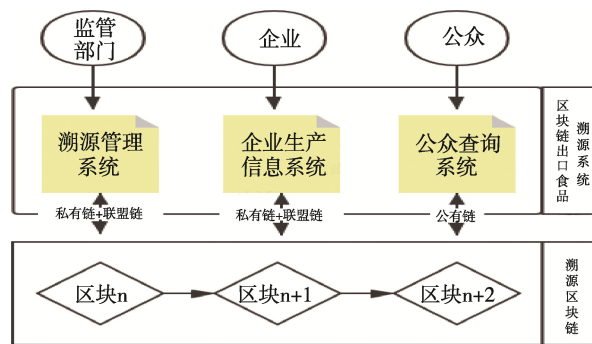 监管
部门
企业
公众
溯源管理
系统
企业生产
信息系统
公众查询
系统
区块链出口食品
溯源系统
私有链+联盟链
私有链+联盟链
公有链
区块n
区块n+1
区块n+2
溯源区块链